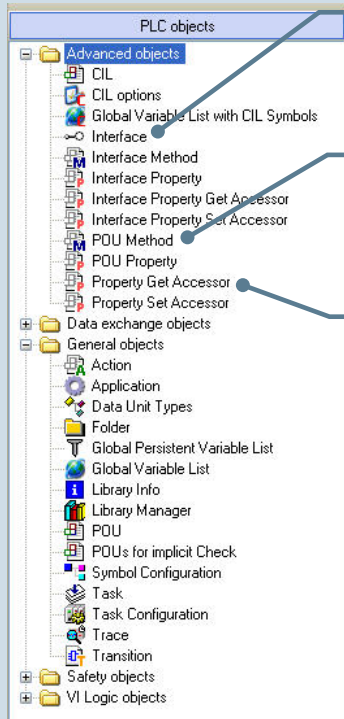 PLC objects
Advanced objects
CIL
CIL options
Global Variable List with CIL Symbols
Interface
Interface Method
Interface Property
Interface Property Get Accessor
Interface Property Set Accessor
POU Method
POU Property
Property Get Accessor
Property Set Accessor
Data exchange objects
General objects
Action
Application
Data Unit Types
Folder
Global Persistent Variable List
Global Variable List
Library Info
Library Manager
POU
POUs for implicit Check
Symbol Configuration
Task
Task Configuration
Trace
Transition
Safety objects
VI Logic objects